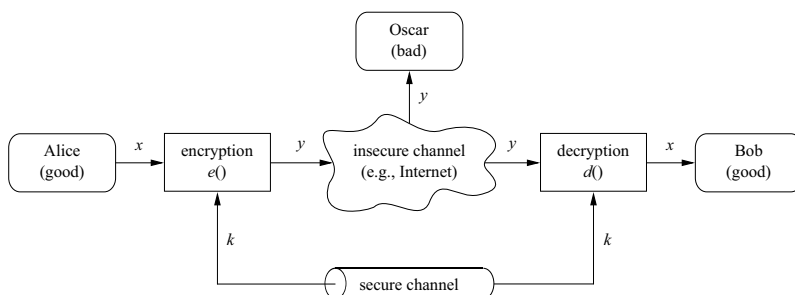 Oscar
(bad)
y
Alice
(good)
x
encryption
e()
y
insecure channel
(e.g., Internet)
y
decryption
d()
x
Bob
(good)
k
k
secure channel